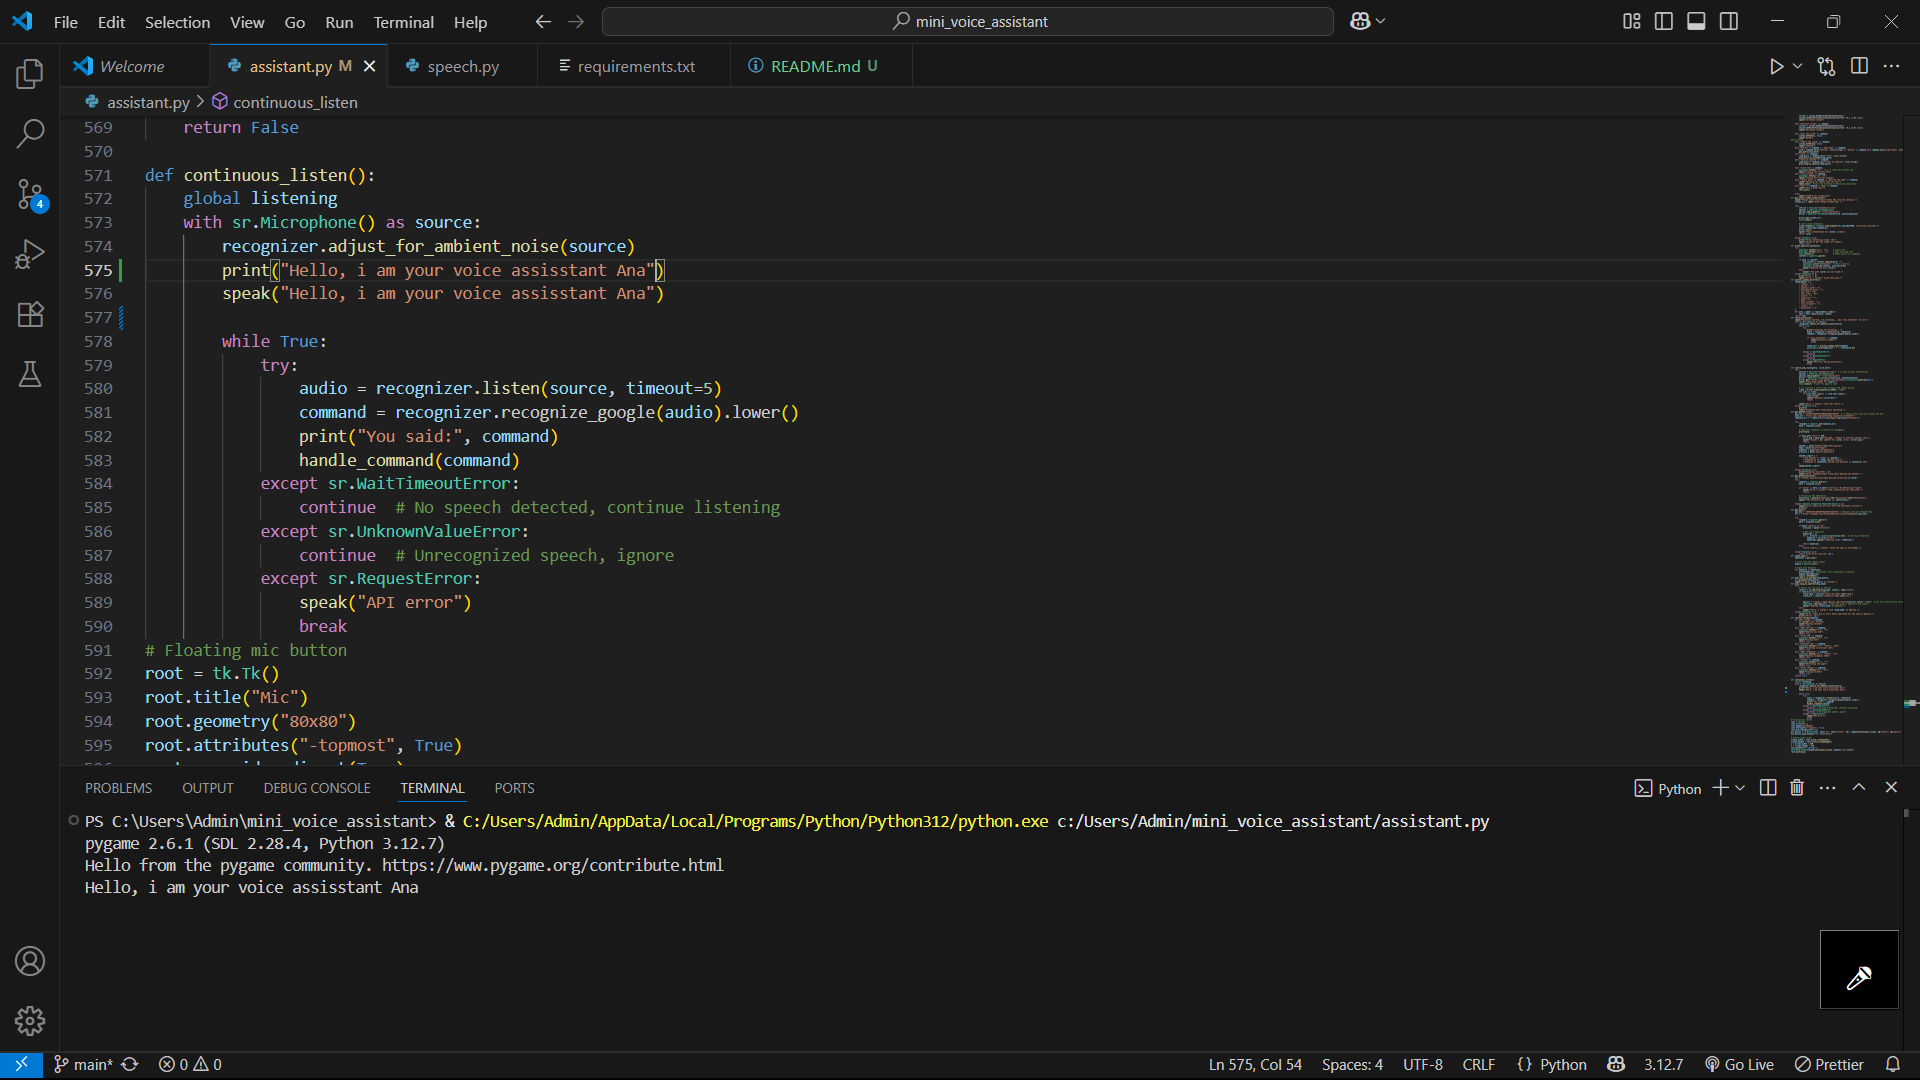 File Edit Selection View Go Run Terminal Help mini_voice_assistant
Welcome assistant.py M speech.py requirements.txt README.md U
assistant.py continuous_listen
569 return False
570
571 def continuous_listen():
572 global listening
573 with sr.Microphone() as source:
574 recognizer.adjust_for_ambient_noise(source)
575 print("Hello, i am your voice assisstant Ana")
576 speak("Hello, i am your voice assisstant Ana")
577
578 while True:
579 try:
580 audio = recognizer.listen(source, timeout=5)
581 command = recognizer.recognize_google(audio).lower()
582 print("You said:", command)
583 handle_command(command)
584 except sr.WaitTimeoutError:
585 continue # No speech detected, continue listening
586 except sr.UnknownValueError:
587 continue # Unrecognized speech, ignore
588 except sr.RequestError:
589 speak("API error")
590 break
591 # Floating mic button
592 root = tk.Tk()
593 root.title("Mic")
594 root.geometry("80x80")
595 root.attributes("-topmost", True)
4
PROBLEMS OUTPUT DEBUG CONSOLE TERMINAL PORTS Python
PS C:\Users\Admin\mini_voice_assistant> & C:/Users/Admin/AppData/Local/Programs/Python/Python312/python.exe c:/Users/Admin/mini_voice_assistant/assistant.py
pygame 2.6.1 (SDL 2.28.4, Python 3.12.7)
Hello from the pygame community. https://www.pygame.org/contribute.html
Hello, i am your voice assisstant Ana
main* 0 0 Ln 575, Col 54 Spaces: 4 UTF-8 CRLF {} Python 3.12.7 Go Live Prettier